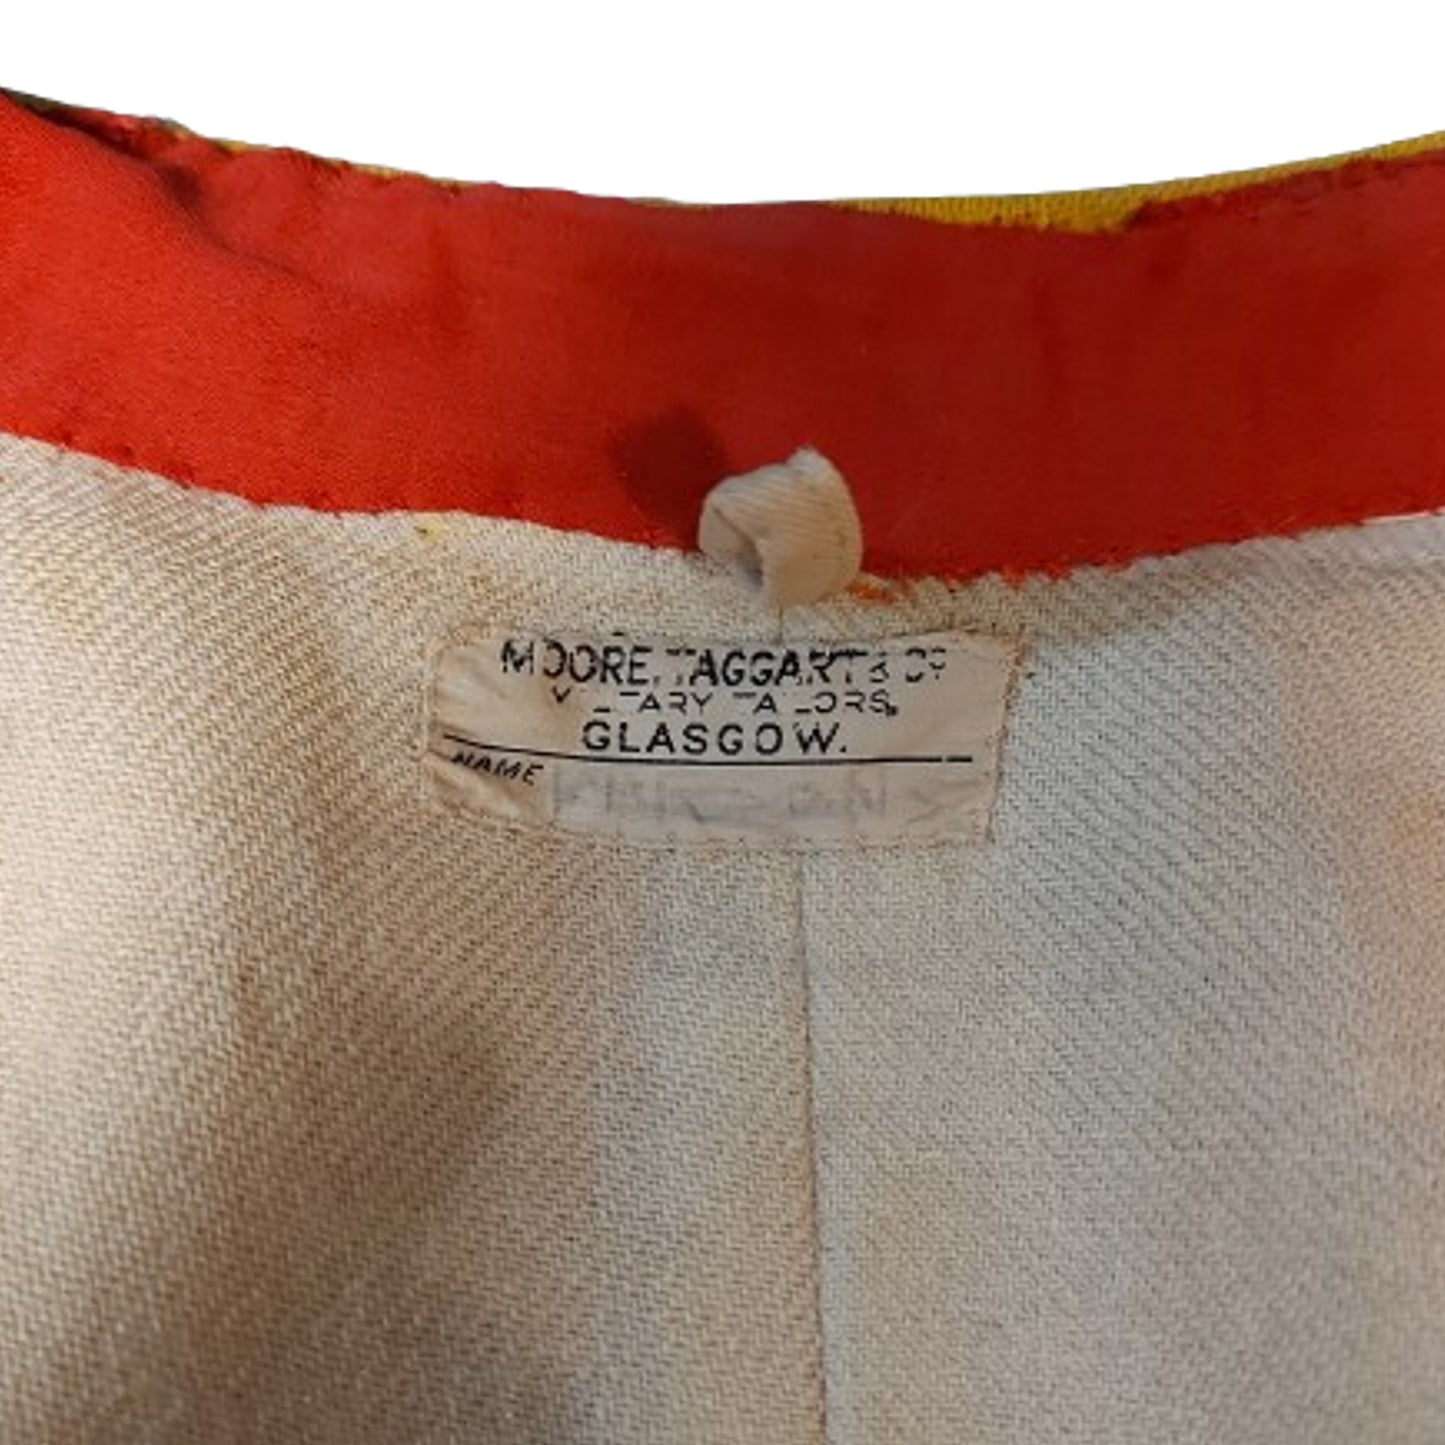 MOORE, TAGGART & Co
MILITARY TAILORS,
GLASGOW.
NAME